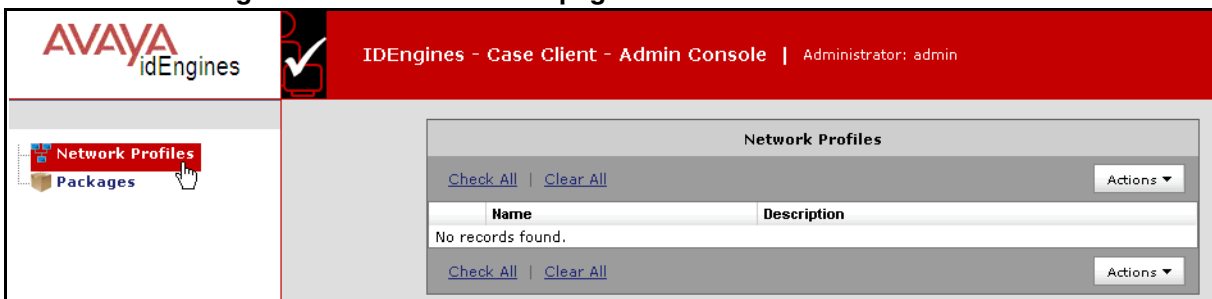 AVAYA
idEngines
IDEngines - Case Client - Admin Console | Administrator: admin
Network Profiles
Packages
Network Profiles
Check All | Clear All
Actions ▼
Name Description
No records found.
Check All | Clear All
Actions ▼